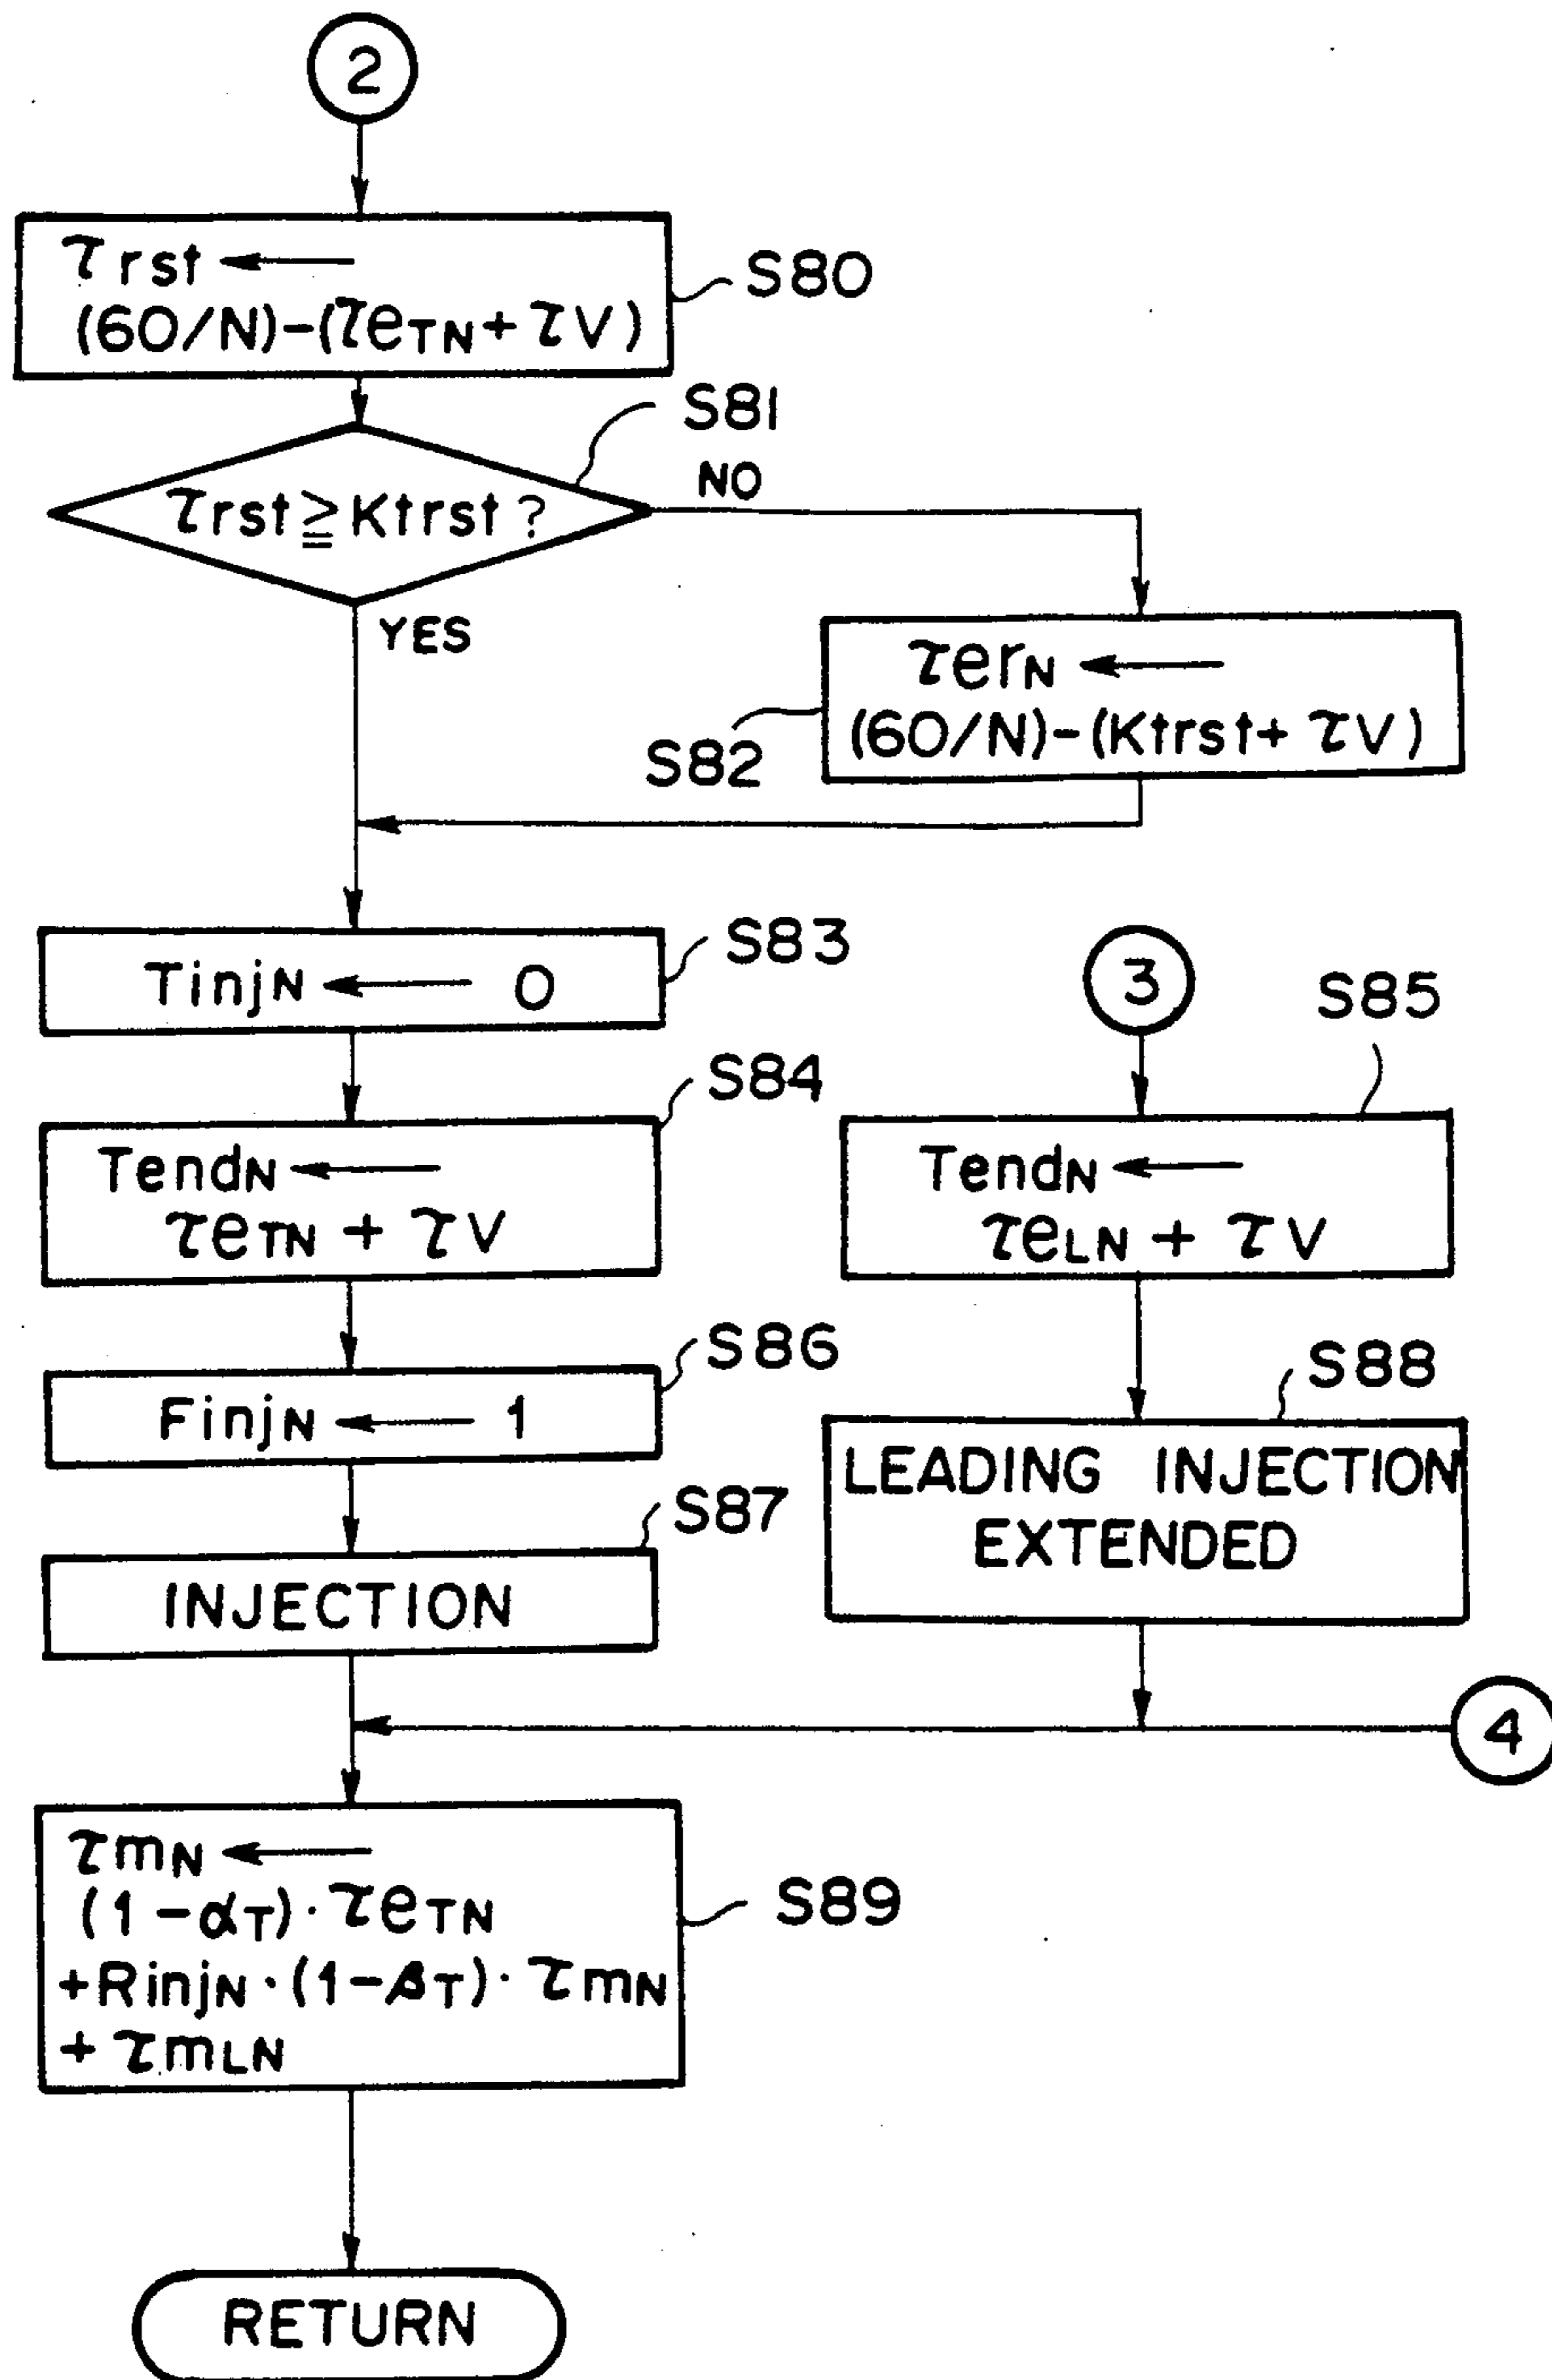 2
τrst ←
(60/N)-(τeTN + τV)
S80
S81
τrst ≧ Ktrst ?
NO
YES
τerN ←
(60/N)-(Ktrst + τV)
S82
TinjN ← 0
S83
3
S85
S84
TendN ←
τeTN + τV
TendN ←
τeLN + τV
S86
FinjN ← 1
S88
LEADING INJECTION
EXTENDED
S87
INJECTION
4
τmN ←
(1-αT)·τeTN
+RinjN·(1-βT)·τmN
+ τmLN
S89
RETURN